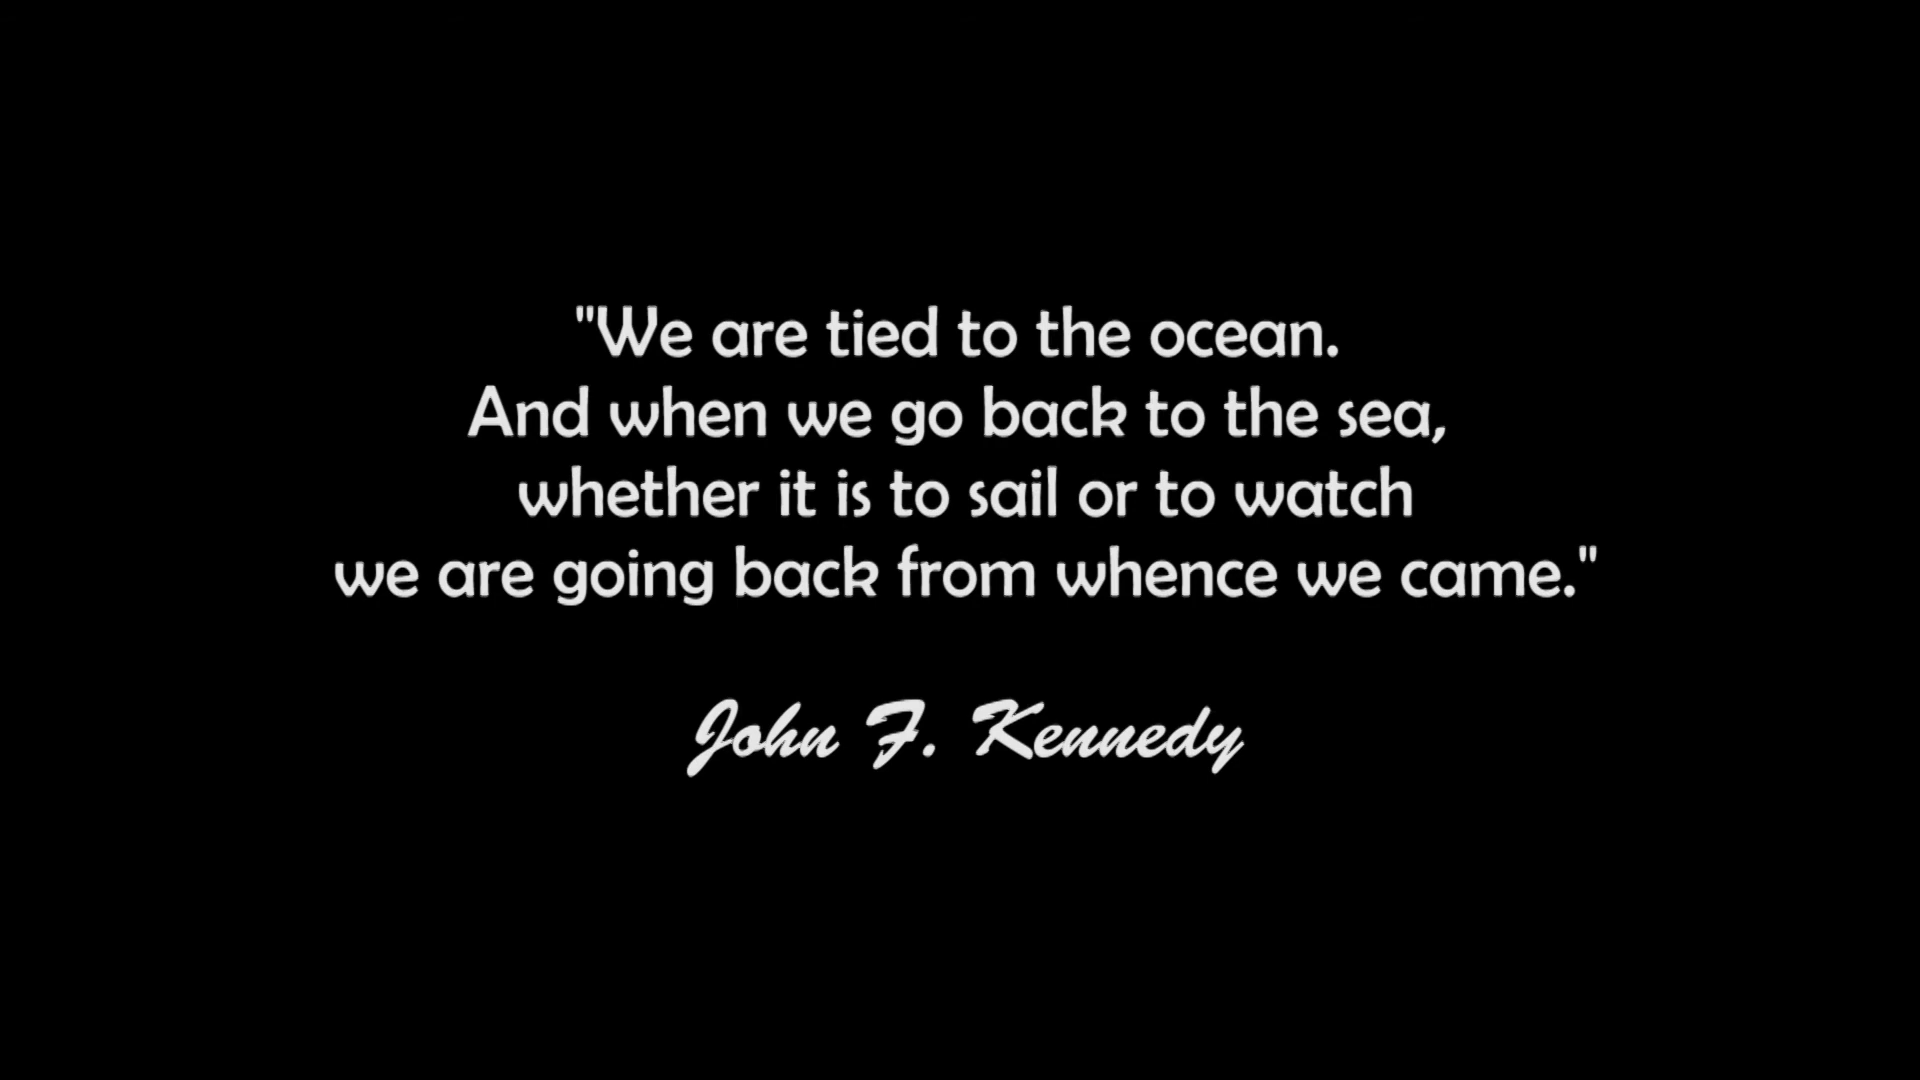 "We are tied to the ocean.
And when we go back to the sea,
whether it is to sail or to watch
we are going back from whence we came."
John F. Kennedy